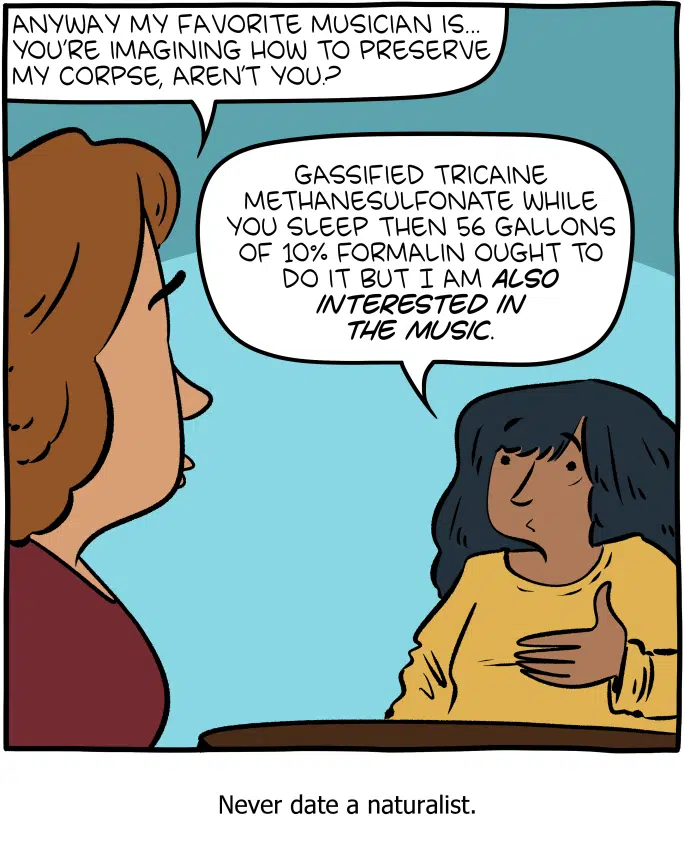 ANYWAY MY FAVORITE MUSICIAN IS...
YOU'RE IMAGINING HOW TO PRESERVE
MY CORPSE, AREN'T YOU?
GASSIFIED TRICAINE
METHANESULFONATE WHILE
YOU SLEEP THEN 56 GALLONS
OF 10% FORMALIN OUGHT TO
DO IT BUT I AM ALSO
INTERESTED IN
THE MUSIC.
Never date a naturalist.